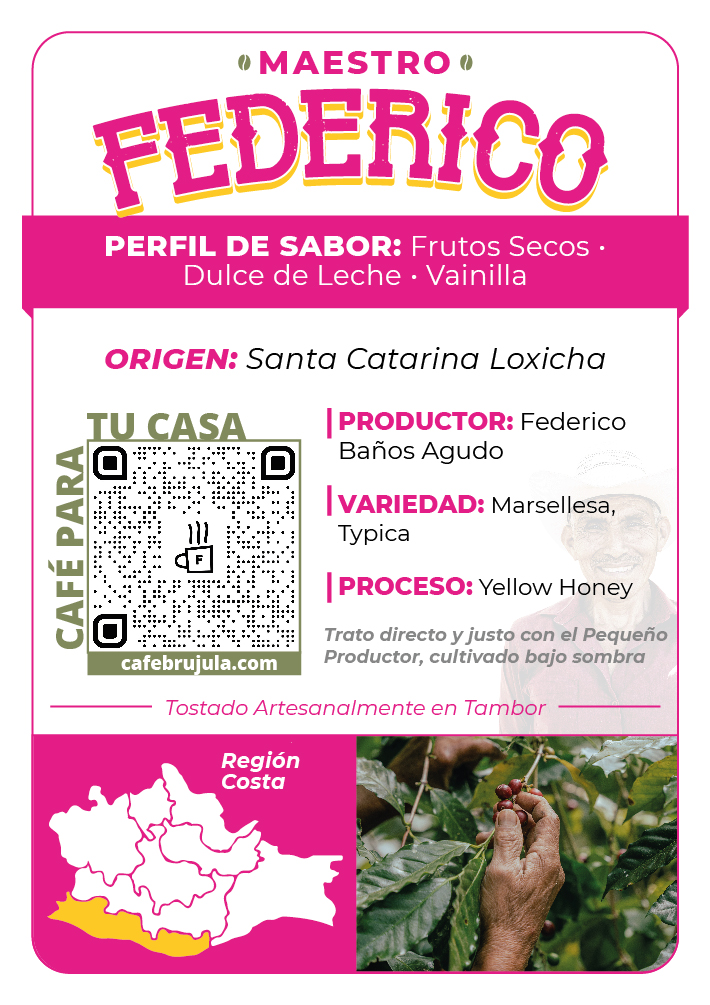 MAESTRO
FEDERICO
PERFIL DE SABOR: Frutos Secos ·
Dulce de Leche · Vainilla
ORIGEN: Santa Catarina Loxicha
TU CASA
CAFÉ PARA
F
cafebrujula.com
PRODUCTOR: Federico
Baños Agudo
VARIEDAD: Marsellesa,
Typica
PROCESO: Yellow Honey
Trato directo y justo con el Pequeño
Productor, cultivado bajo sombra
Tostado Artesanalmente en Tambor
Región
Costa